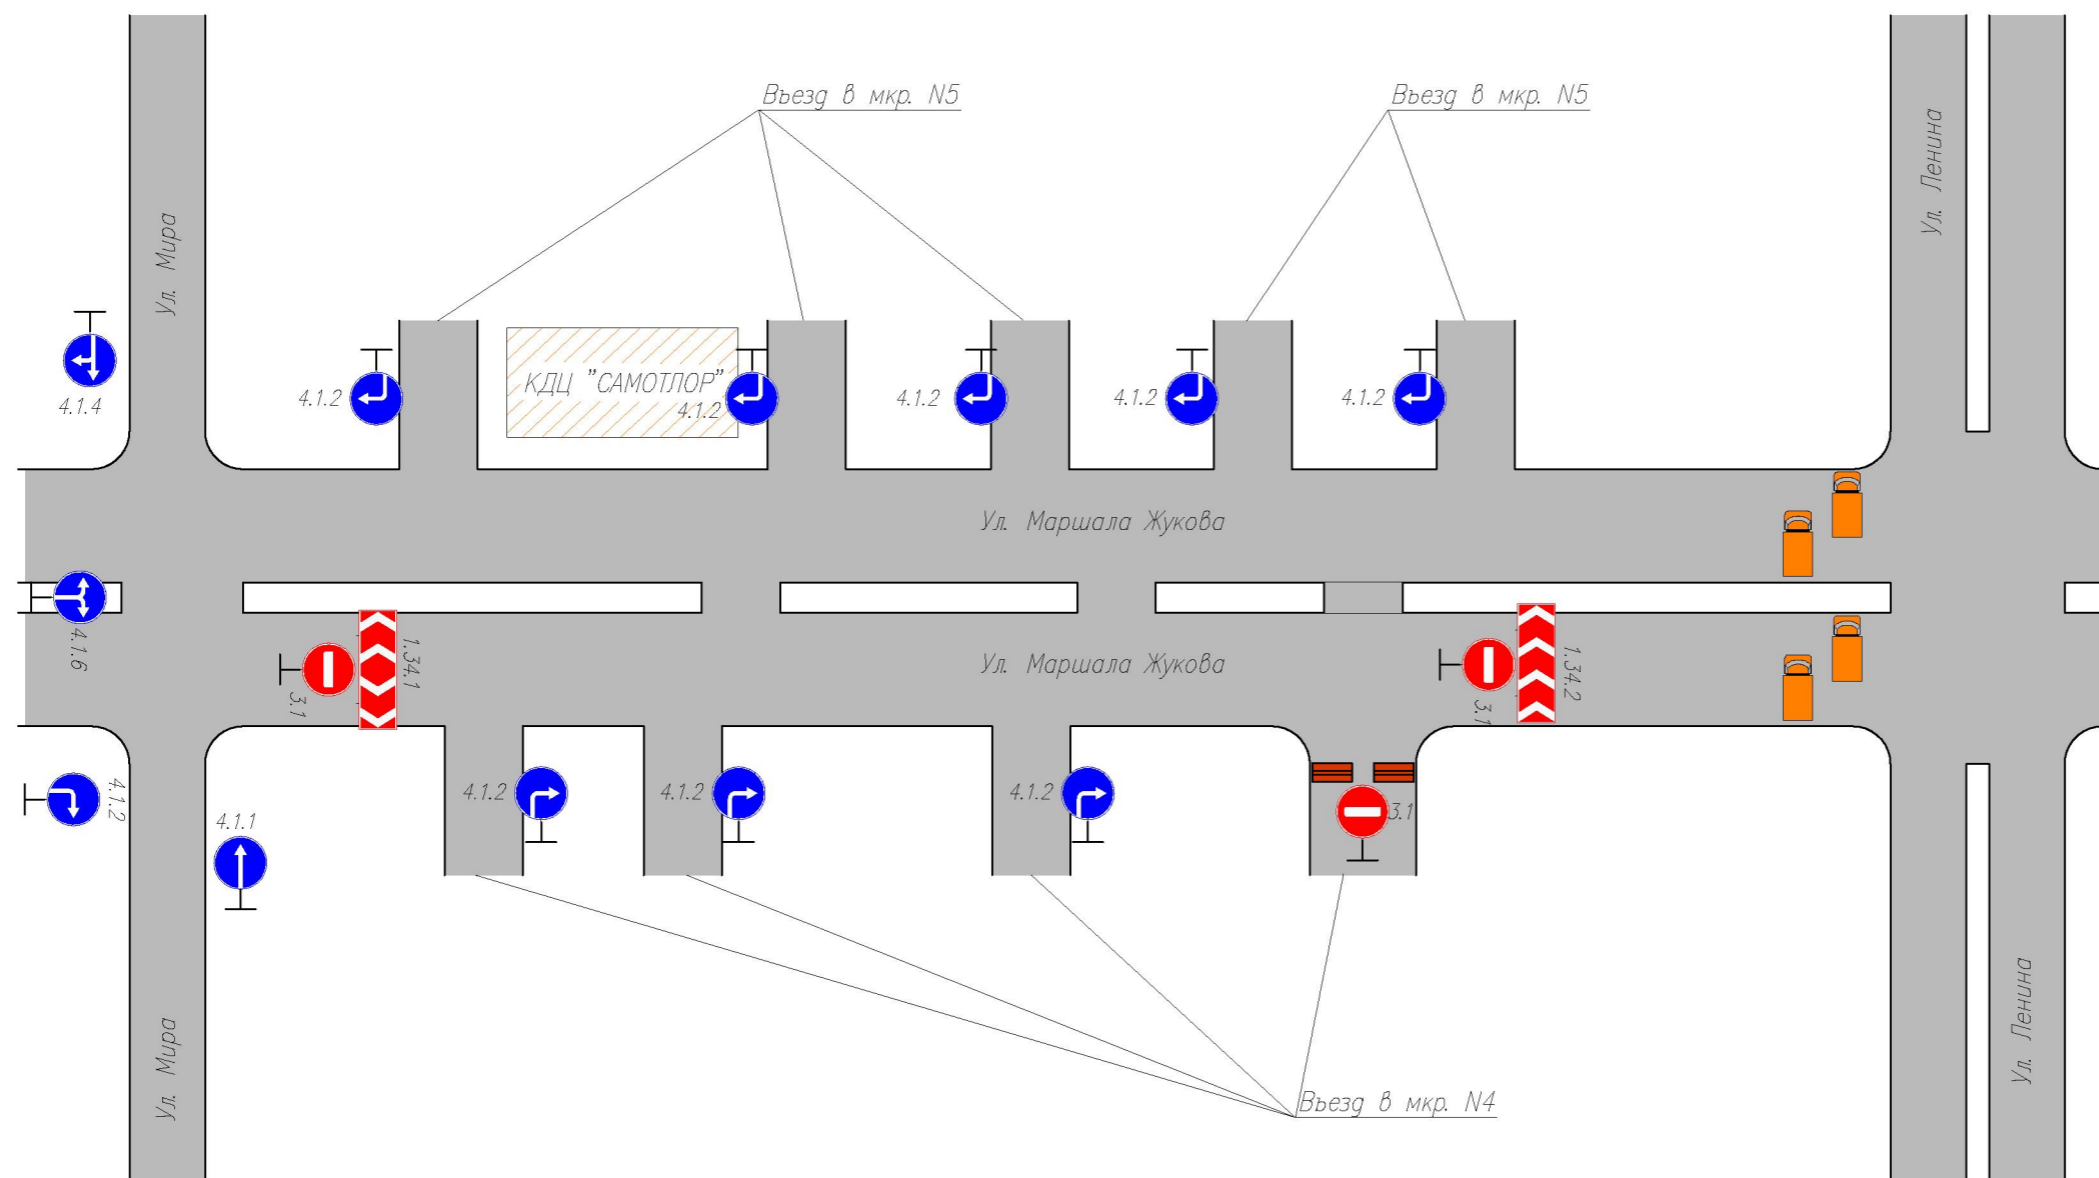 Въезд в мкр. N5
Въезд в мкр. N5
Ул. Ленина
Ул. Мира
4.1.4
4.1.2
КДЦ "САМОТЛОР"
4.1.2
4.1.2
4.1.2
4.1.2
Ул. Маршала Жукова
4.1.6
3.1
1.34.1
Ул. Маршала Жукова
3.1
1.34.2
4.1.2
4.1.1
4.1.2
4.1.2
4.1.2
3.1
Ул. Мира
Въезд в мкр. N4
Ул. Ленина